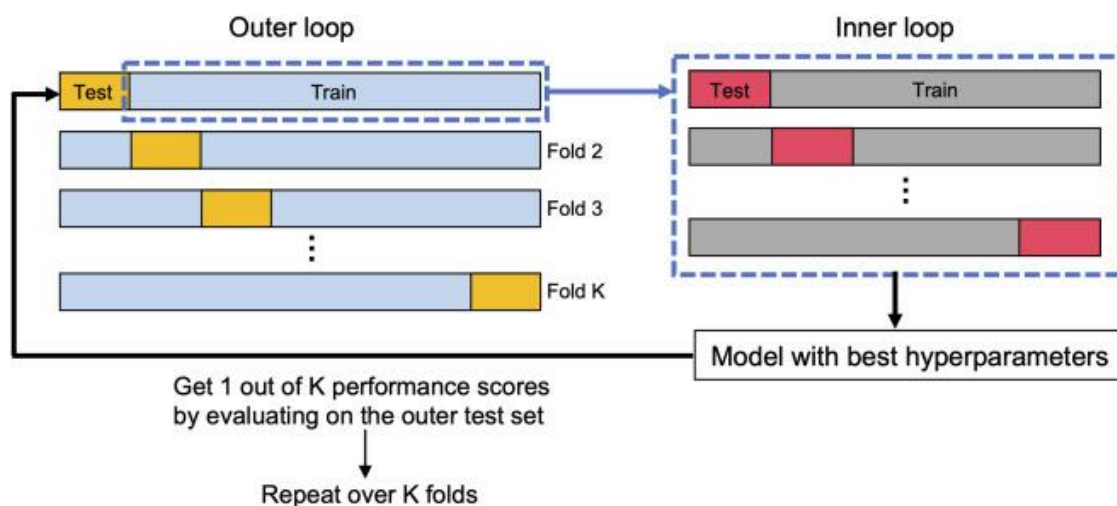 Outer loop
Inner loop
Test
Train
Test
Train
Fold 2
Fold 3
Fold K
Model with best hyperparameters
Get 1 out of K performance scores
by evaluating on the outer test set
Repeat over K folds